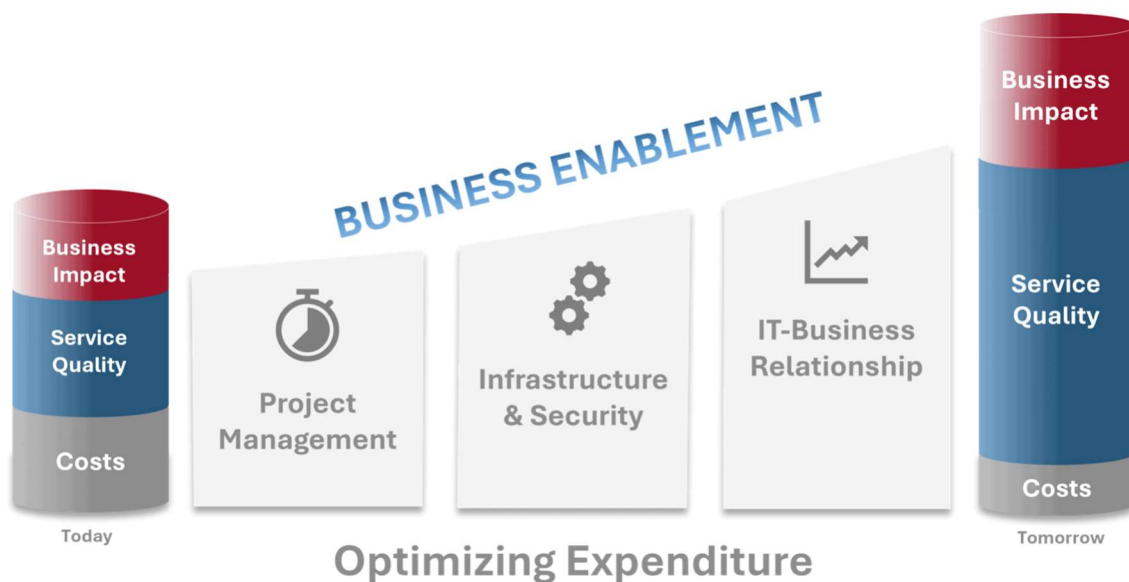 BUSINESS ENABLEMENT
Business
Impact
Service
Quality
Costs
Today
Project
Management
Infrastructure
& Security
IT-Business
Relationship
Business
Impact
Service
Quality
Costs
Tomorrow
Optimizing Expenditure